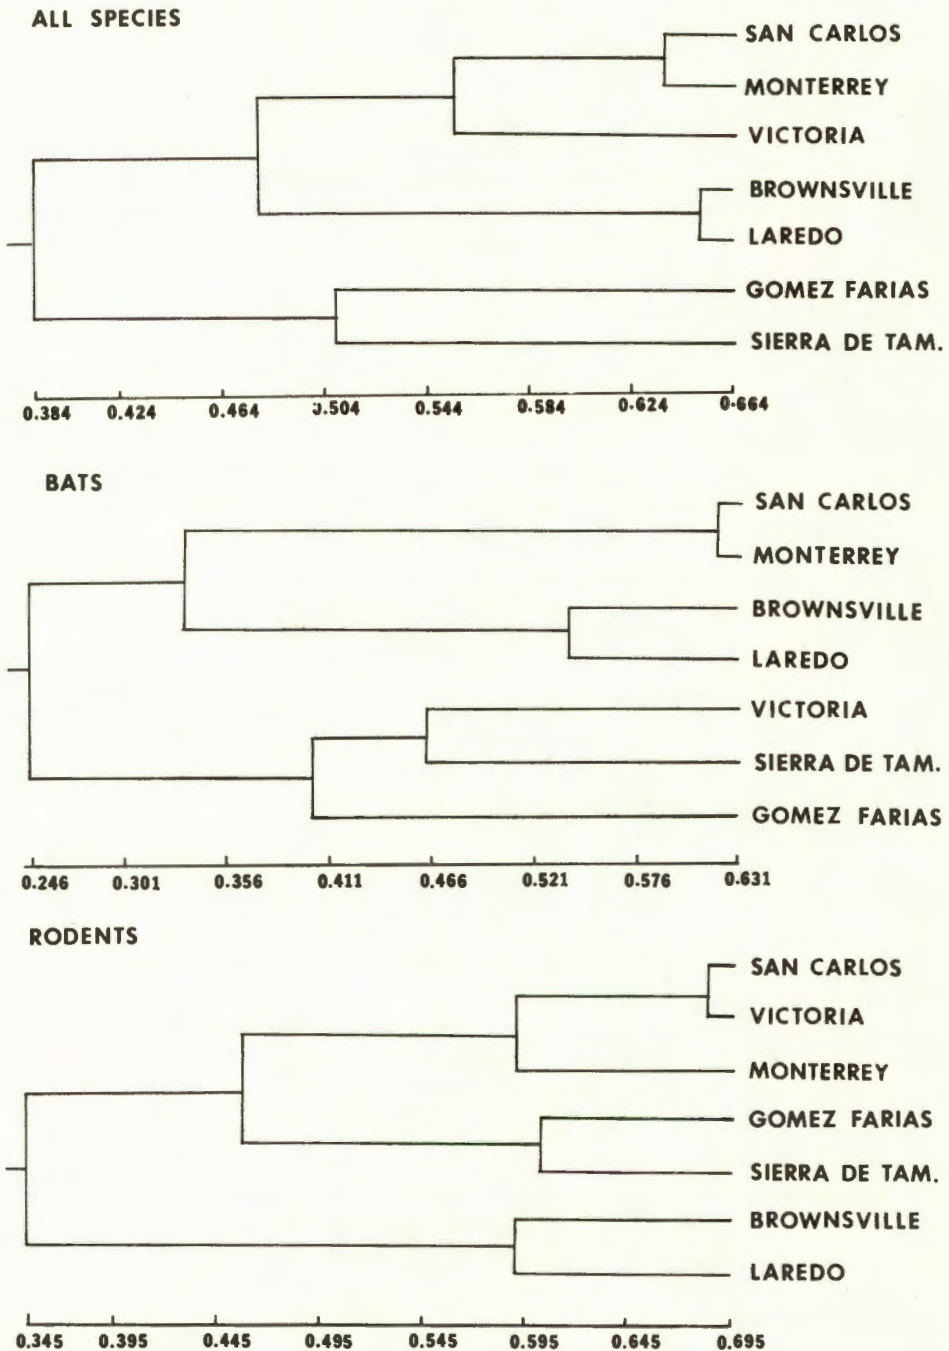 ALL SPECIES
SAN CARLOS
MONTERREY
VICTORIA
BROWNSVILLE
LAREDO
GOMEZ FARIAS
SIERRA DE TAM.
0.384 0.424 0.464 0.504 0.544 0.584 0.624 0.664
BATS
SAN CARLOS
MONTERREY
BROWNSVILLE
LAREDO
VICTORIA
SIERRA DE TAM.
GOMEZ FARIAS
0.246 0.301 0.356 0.411 0.466 0.521 0.576 0.631
RODENTS
SAN CARLOS
VICTORIA
MONTERREY
GOMEZ FARIAS
SIERRA DE TAM.
BROWNSVILLE
LAREDO
0.345 0.395 0.445 0.495 0.545 0.595 0.645 0.695